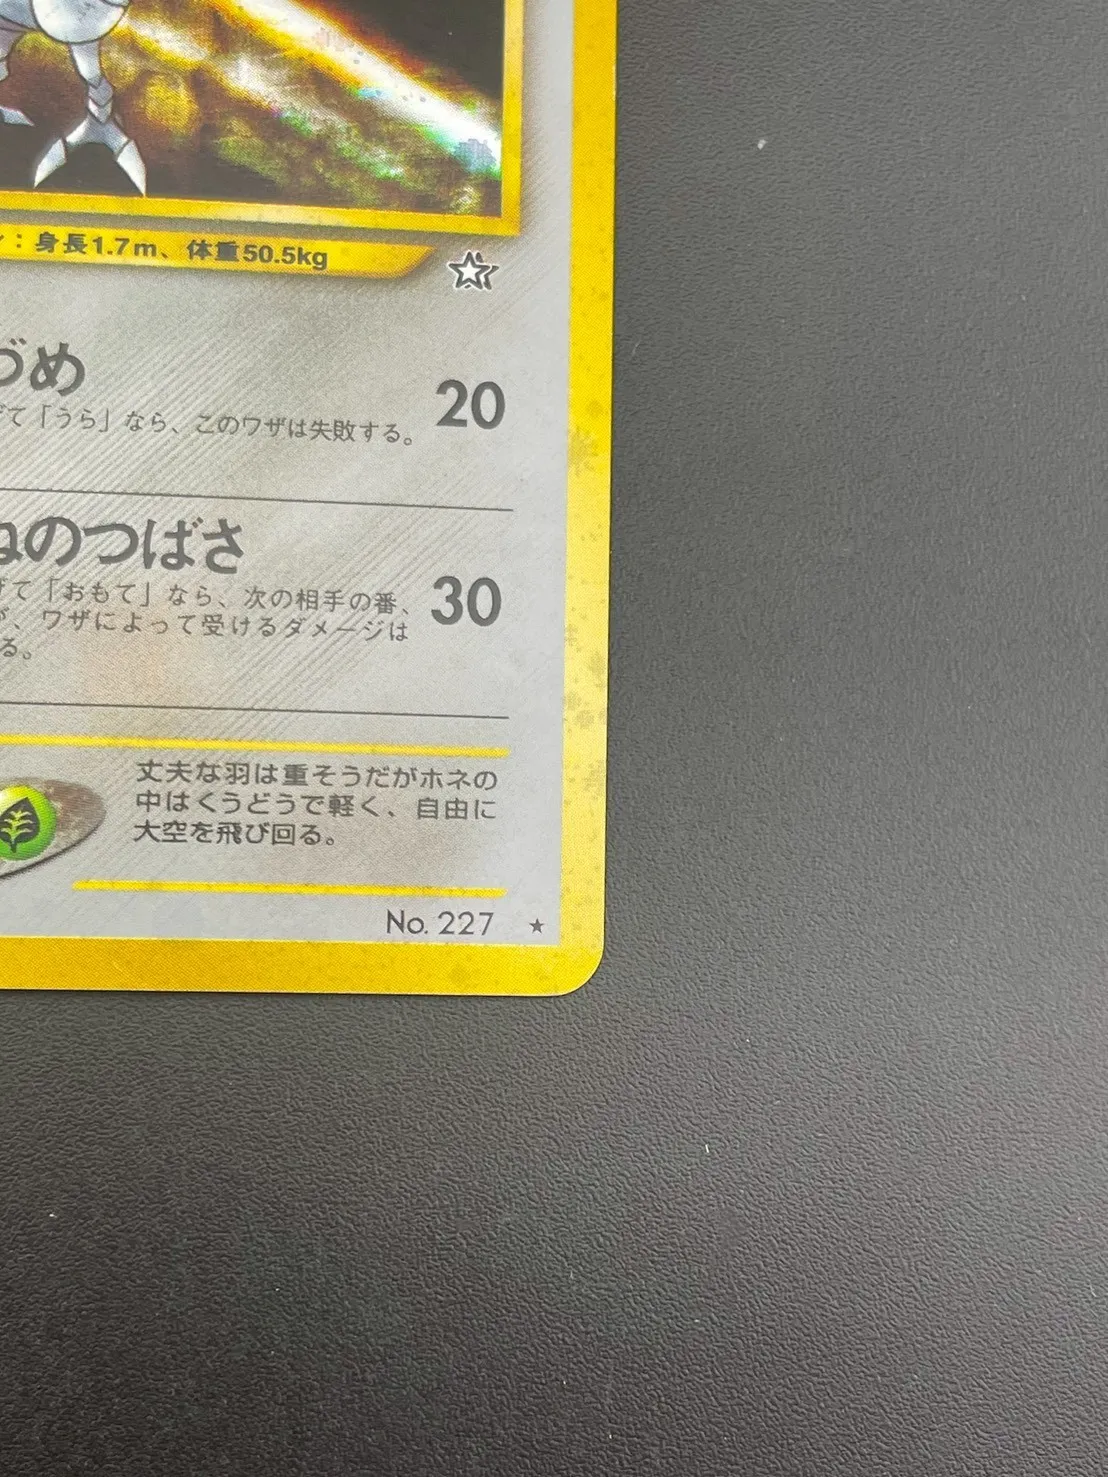 ：身長1.7m、体重50.5kg
づめ
20
て「うら」なら、このワザは失敗する。
のつばさ
て「おもて」なら、次の相手の番、
30
、ワザによって受けるダメージは
る。
丈夫な羽は重そうだがホネの
中はくうどうで軽く、自由に
大空を飛び回る。
No. 227 ★